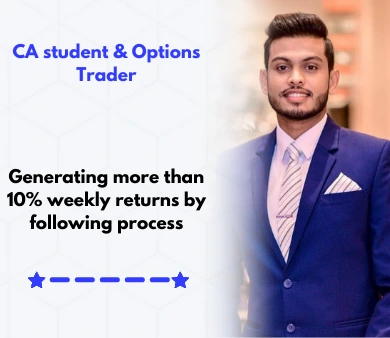 CA student & Options
Trader
Generating more than
10% weekly returns by
following process